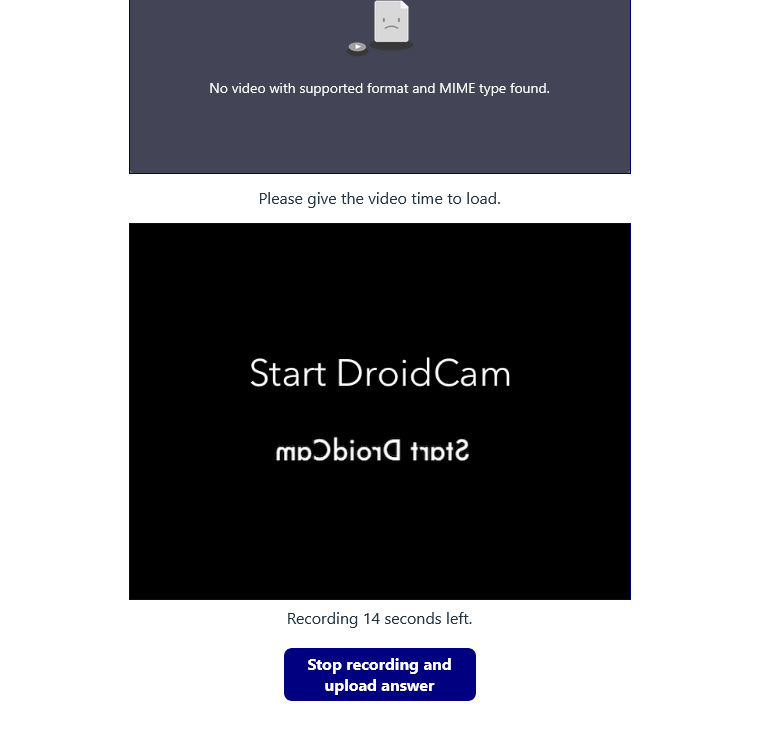 No video with supported format and MIME type found.
Please give the video time to load.
Start DroidCam
Start DroidCam
Recording 14 seconds left.
Stop recording and
upload answer